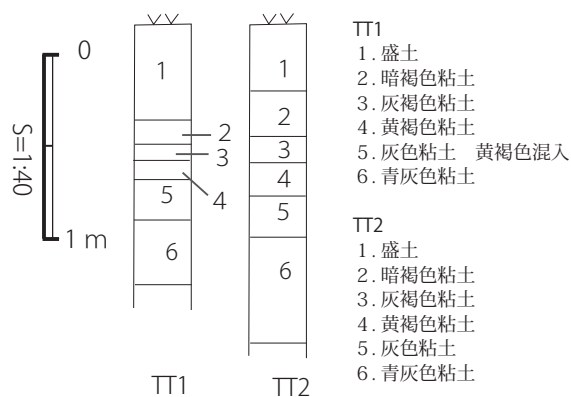 0
S=1:40
1 m
1
2
3
4
5
6
TT1
1
2
3
4
5
6
TT2
TT1
1.盛土
2.暗褐色粘土
3.灰褐色粘土
4.黄褐色粘土
5.灰色粘土　黄褐色混入
6.青灰色粘土
TT2
1.盛土
2.暗褐色粘土
3.灰褐色粘土
4.黄褐色粘土
5.灰色粘土
6.青灰色粘土